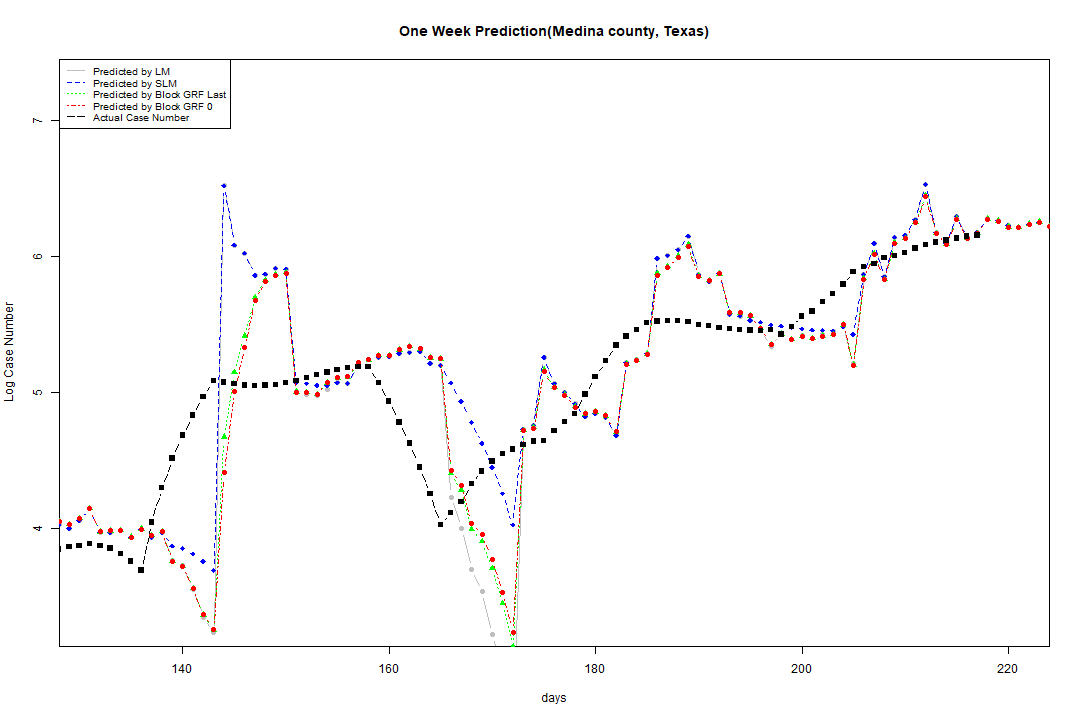 One Week Prediction(Medina county, Texas)
Predicted by LM
Predicted by SLM
Predicted by Block GRF Last
Predicted by Block GRF 0
Actual Case Number
7
6
5
4
Log Case Number
140 160 180 200 220
days